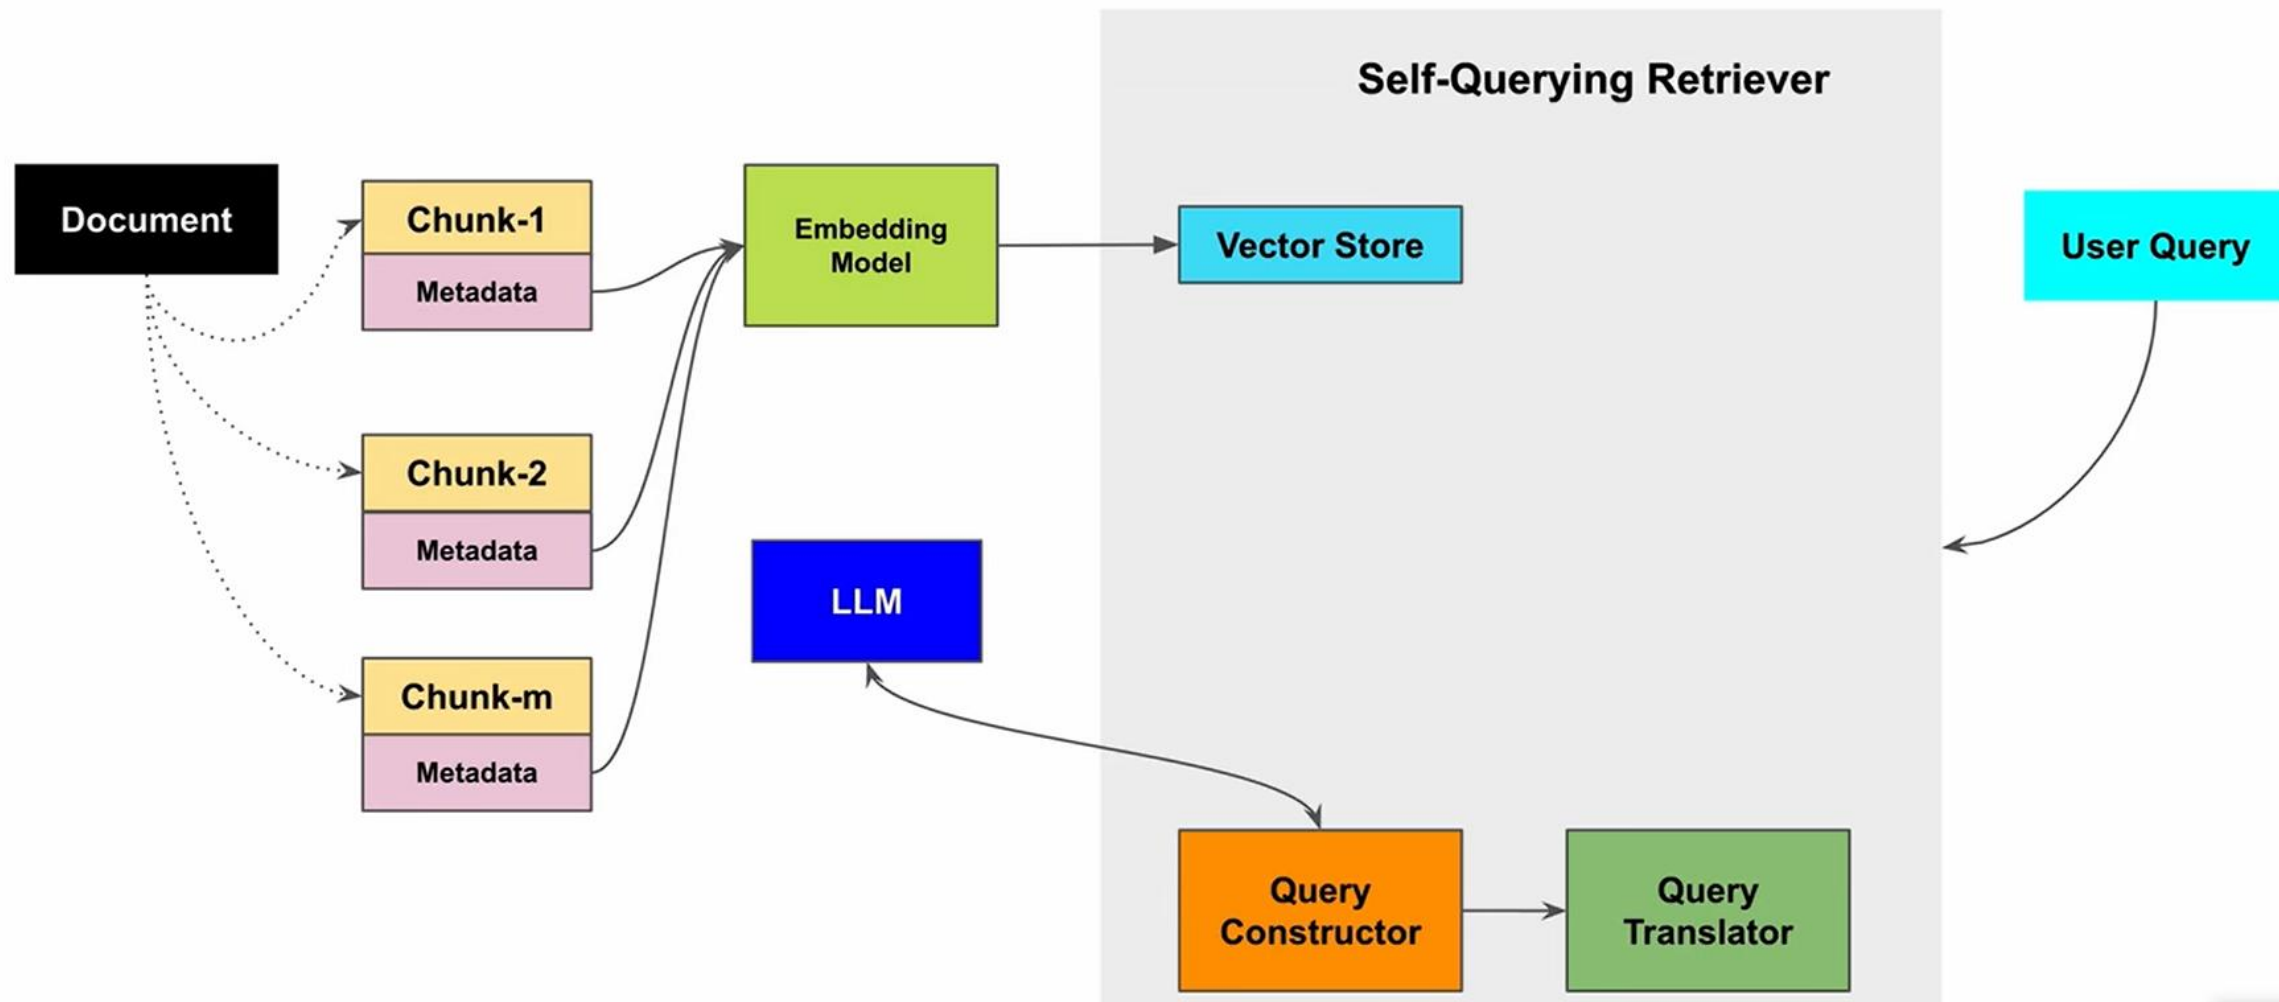 Self-Querying Retriever
Document
Chunk-1
Metadata
Embedding
Model
Vector Store
User Query
Chunk-2
Metadata
LLM
Chunk-m
Metadata
Query
Constructor
Query
Translator